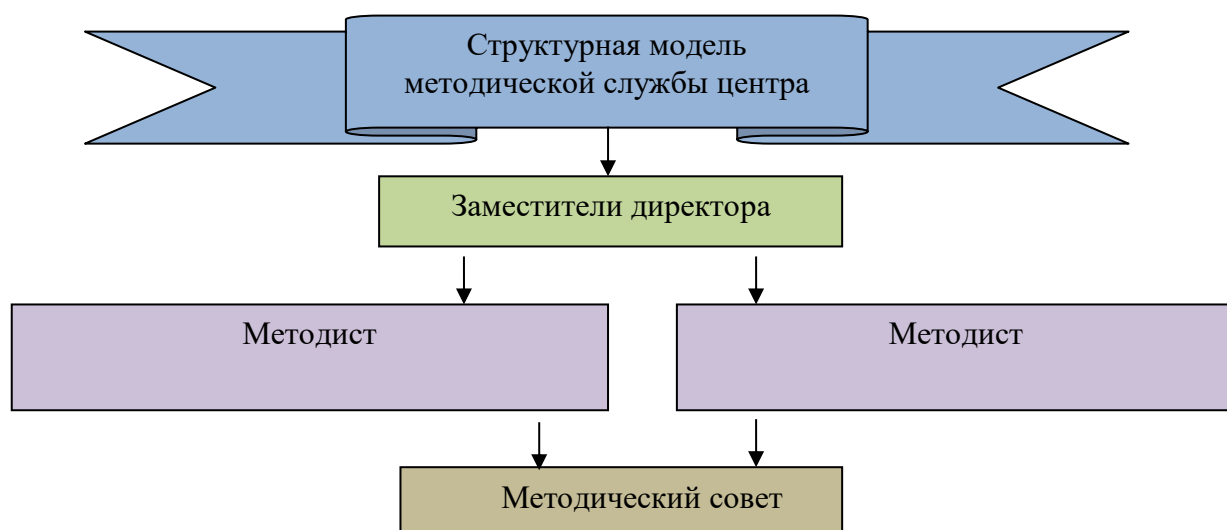 Структурная модель
методической службы центра
Заместители директора
Методист
Методист
Методический совет